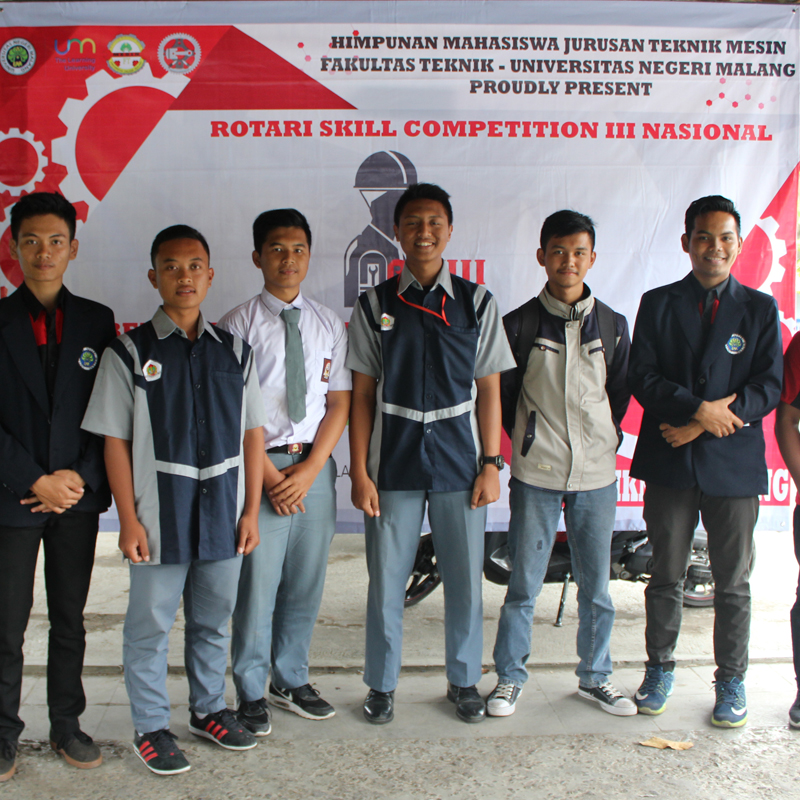 HIMPUNAN MAHASISWA JURUSAN TEKNIK MESIN
FAKULTAS TEKNIK - UNIVERSITAS NEGERI MALANG
PROUDLY PRESENT
ROTARI SKILL COMPETITION III NASIONAL